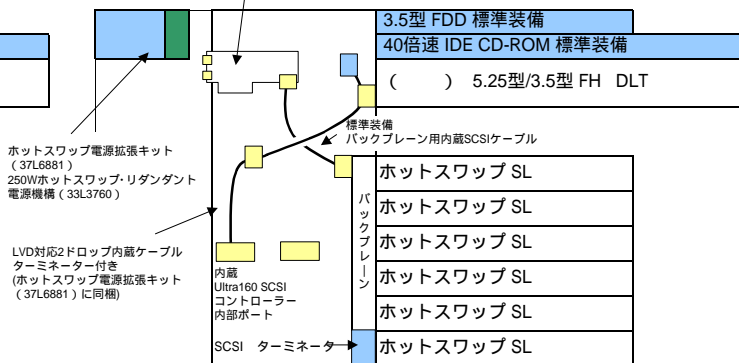 3.5型 FDD 標準装備
40倍速 IDE CD-ROM 標準装備
(　　) 5.25型/3.5型 FH DLT
標準装備
バックプレーン用内蔵SCSIケーブル
ホットスワップ電源拡張キット
(37L6881)
250Wホットスワップ・リダンダント
電源機構(33L3760)
LVD対応2ドロップ内蔵ケーブル
ターミネーター付き
(ホットスワップ電源拡張キット
(37L6881)に同梱)
内蔵
Ultra160 SCSI
コントローラー
内部ポート
SCSI ターミネータ
バックプレーン
ホットスワップ SL
ホットスワップ SL
ホットスワップ SL
ホットスワップ SL
ホットスワップ SL
ホットスワップ SL